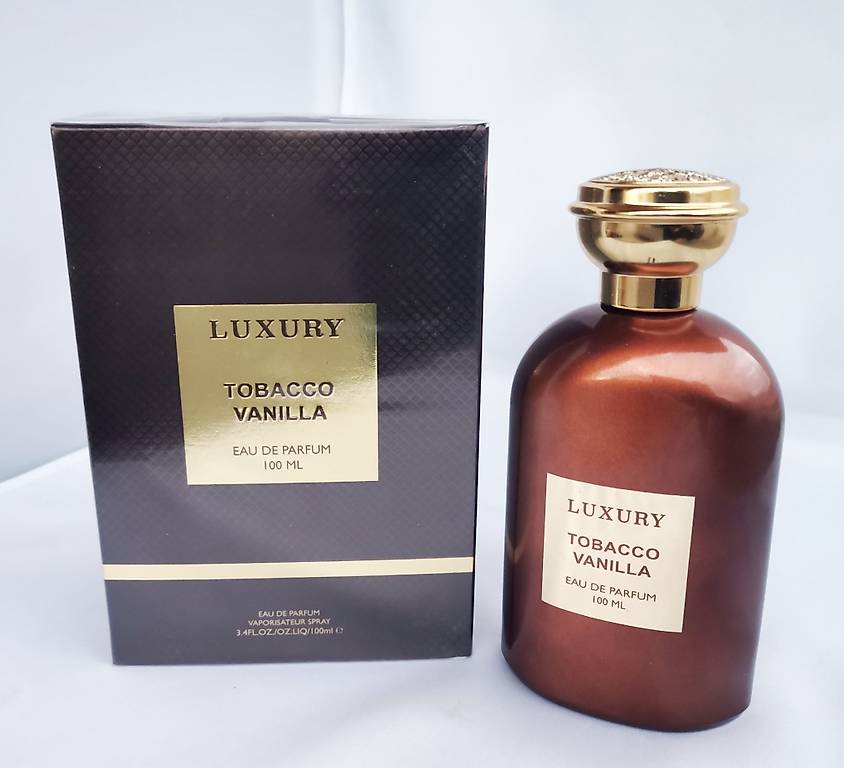 LUXURY
TOBACCO
VANILLA
EAU DE PARFUM
100 ML
EAU DE PARFUM
VAPORISATEUR SPRAY
3.4FL.OZ./OZ.LIQ/100ml ℮
LUXURY
TOBACCO
VANILLA
EAU DE PARFUM
100 ML